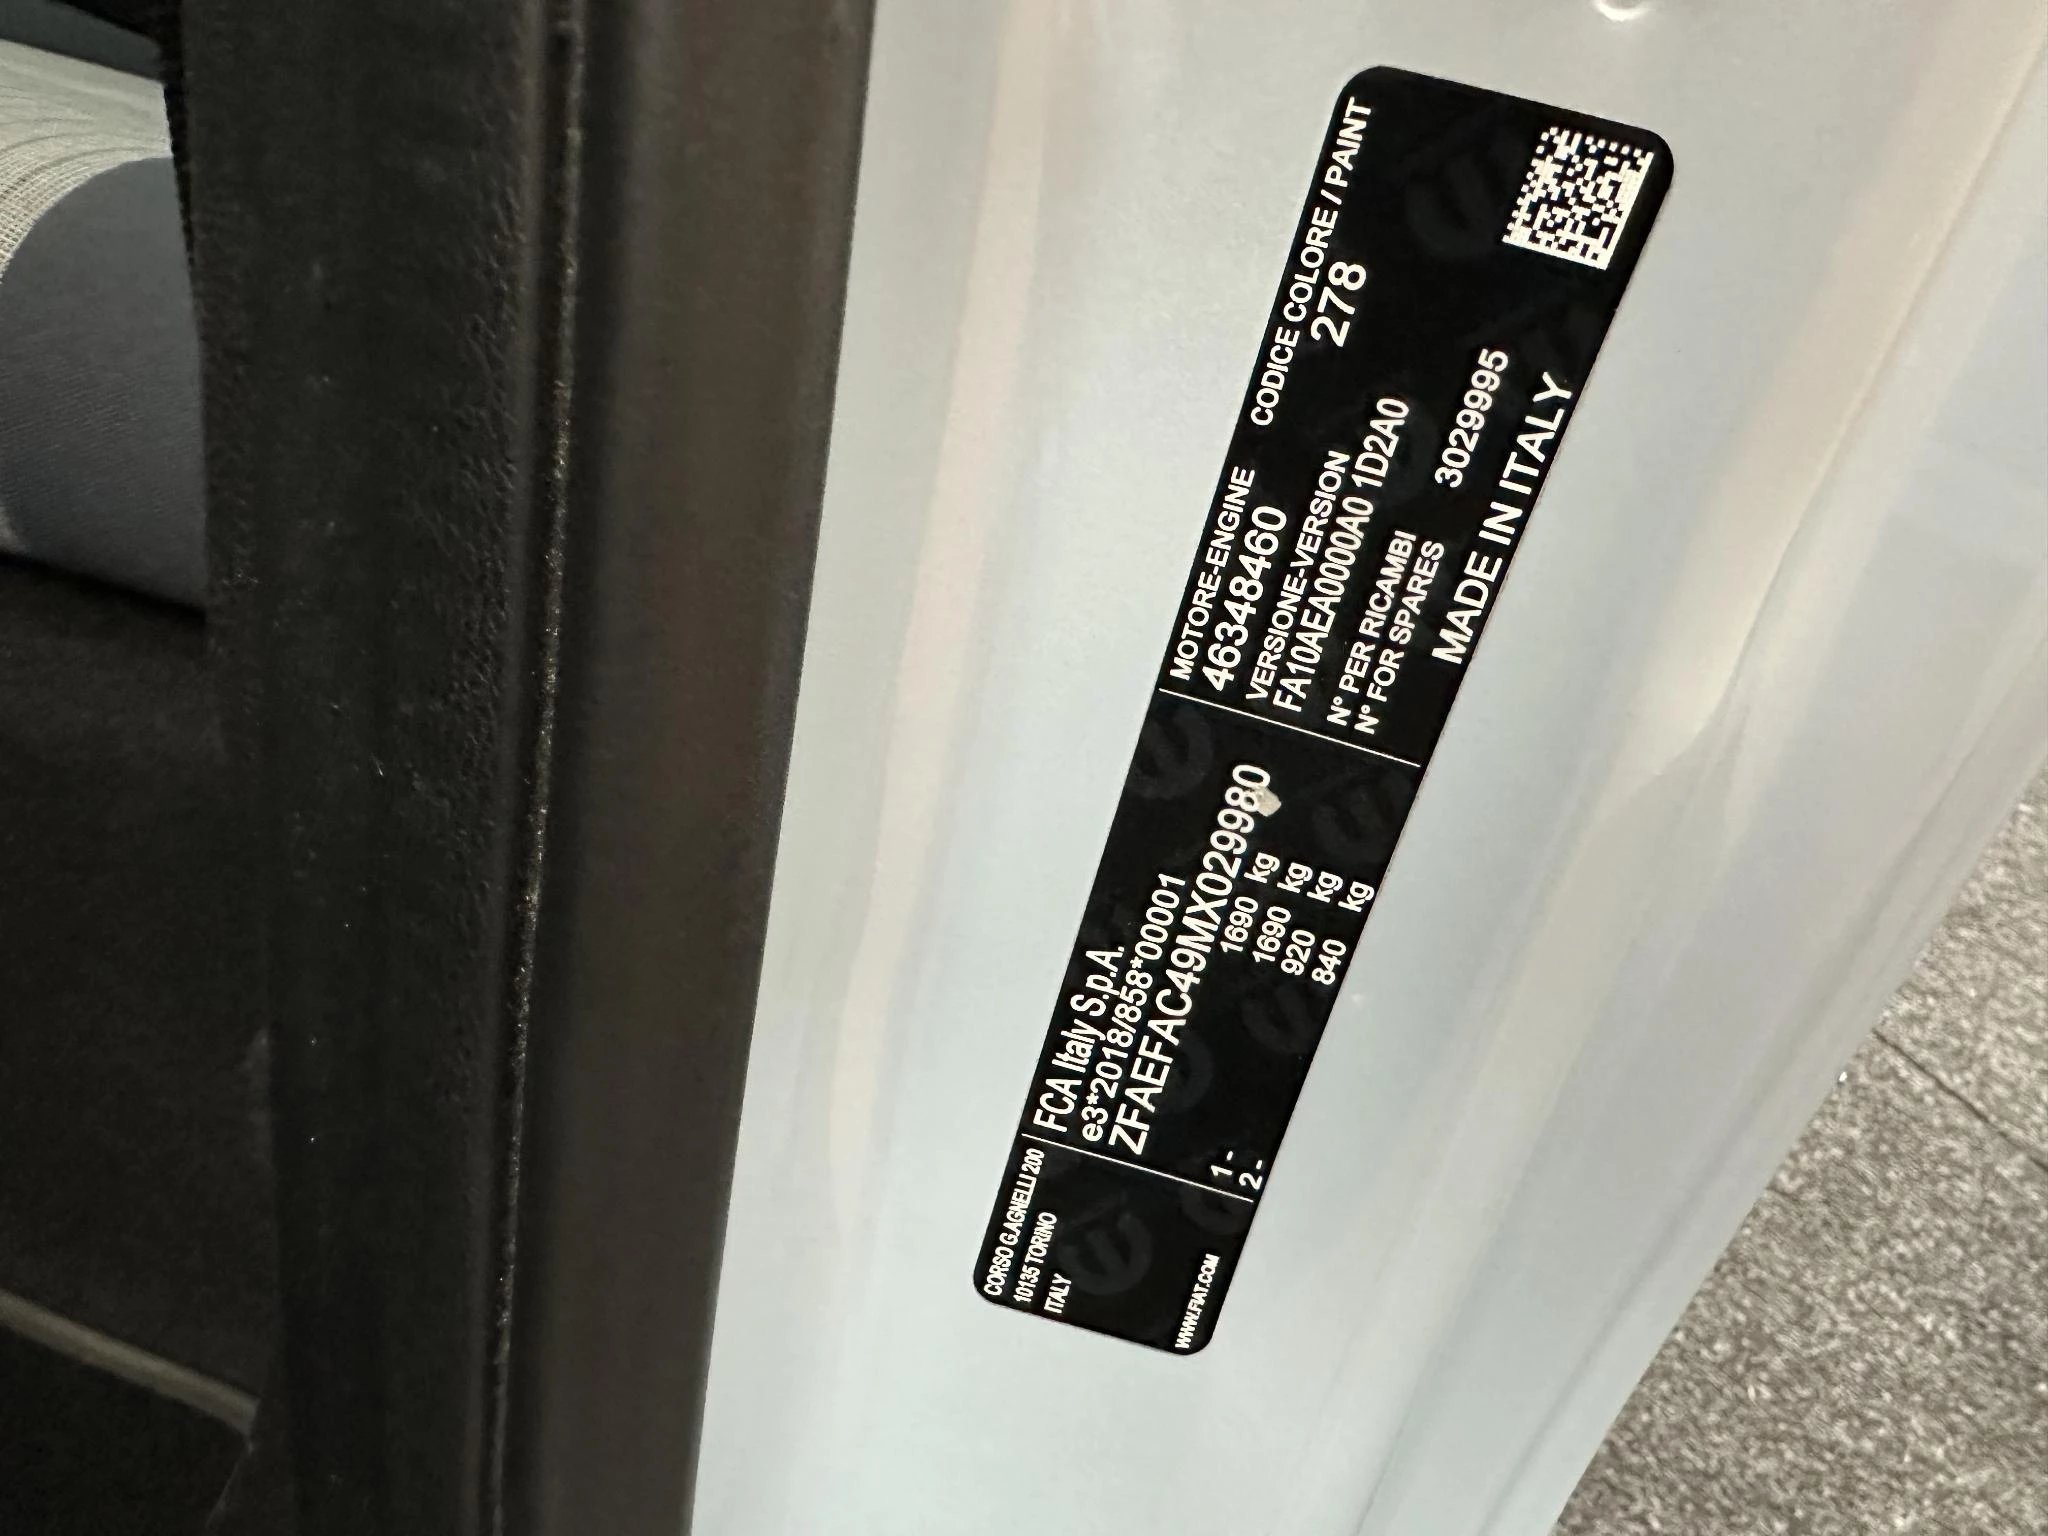 CORSO G.AGNELLI 200
10135 TORINO
ITALY
WWW.FIAT.COM
FCA Italy S.p.A.
e3*2018/858*00001
ZFAEFAC49MX029980
1690 kg
1690 kg
1 - 920 kg
2 - 840 kg
MOTORE-ENGINE CODICE COLORE / PAINT
46348460 278
VERSIONE-VERSION
FA10AEA0000A0 1D2A0
N° PER RICAMBI
N° FOR SPARES 3029995
MADE IN ITALY